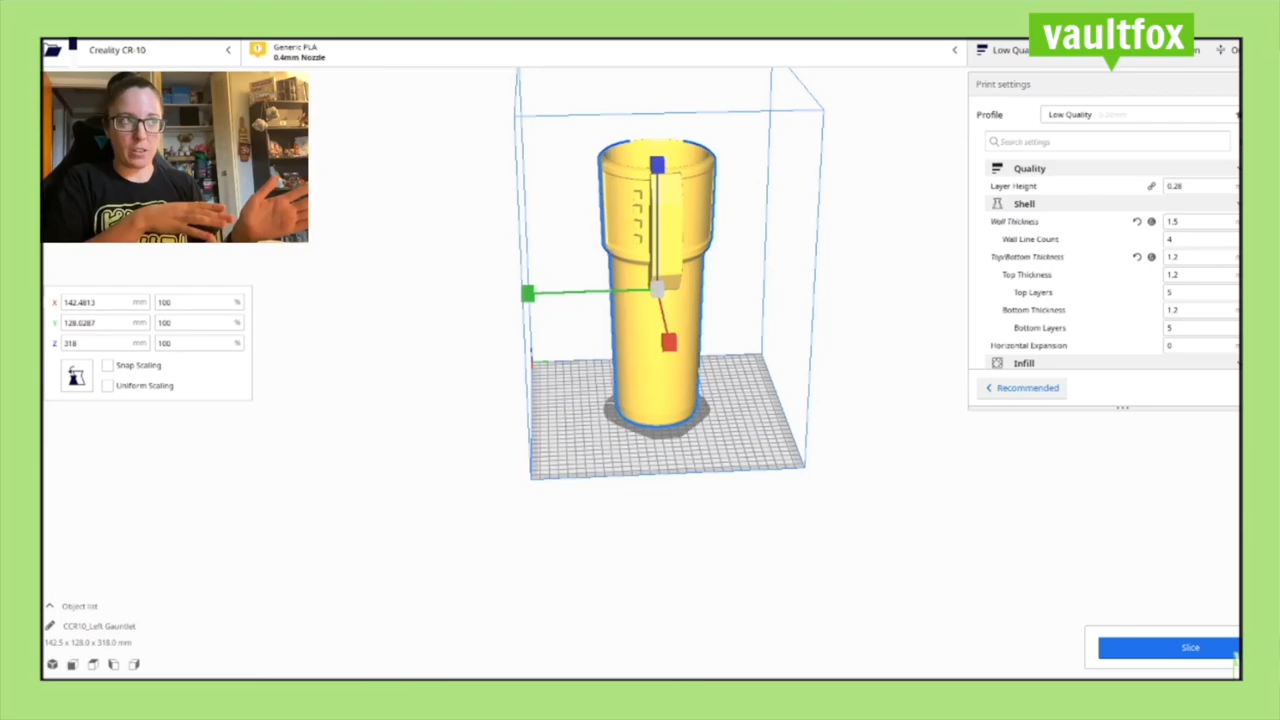 vaultfox
Creality CR-10
Generic PLA
0.4mm Nozzle
Low Qua
Print settings
Profile
Low Quality 0.28mm
Search settings
Quality
Layer Height 0.28
Shell
Wall Thickness 1.5
Wall Line Count 4
Top/Bottom Thickness 1.2
Top Thickness 1.2
Top Layers 5
Bottom Thickness 1.2
Bottom Layers 5
Horizontal Expansion 0
Infill
Recommended
X 142.4813 mm 100 %
Y 128.0287 mm 100 %
Z 318 mm 100 %
Snap Scaling
Uniform Scaling
Object list
CCR10_Left Gauntlet
142.5 x 128.0 x 318.0 mm
Slice